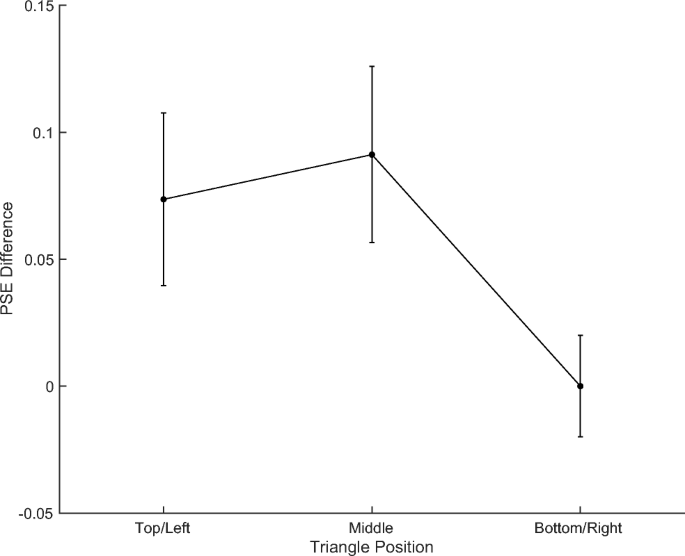 0.15
0.1
0.05
0
-0.05
PSE Difference
Top/Left Middle Bottom/Right
Triangle Position